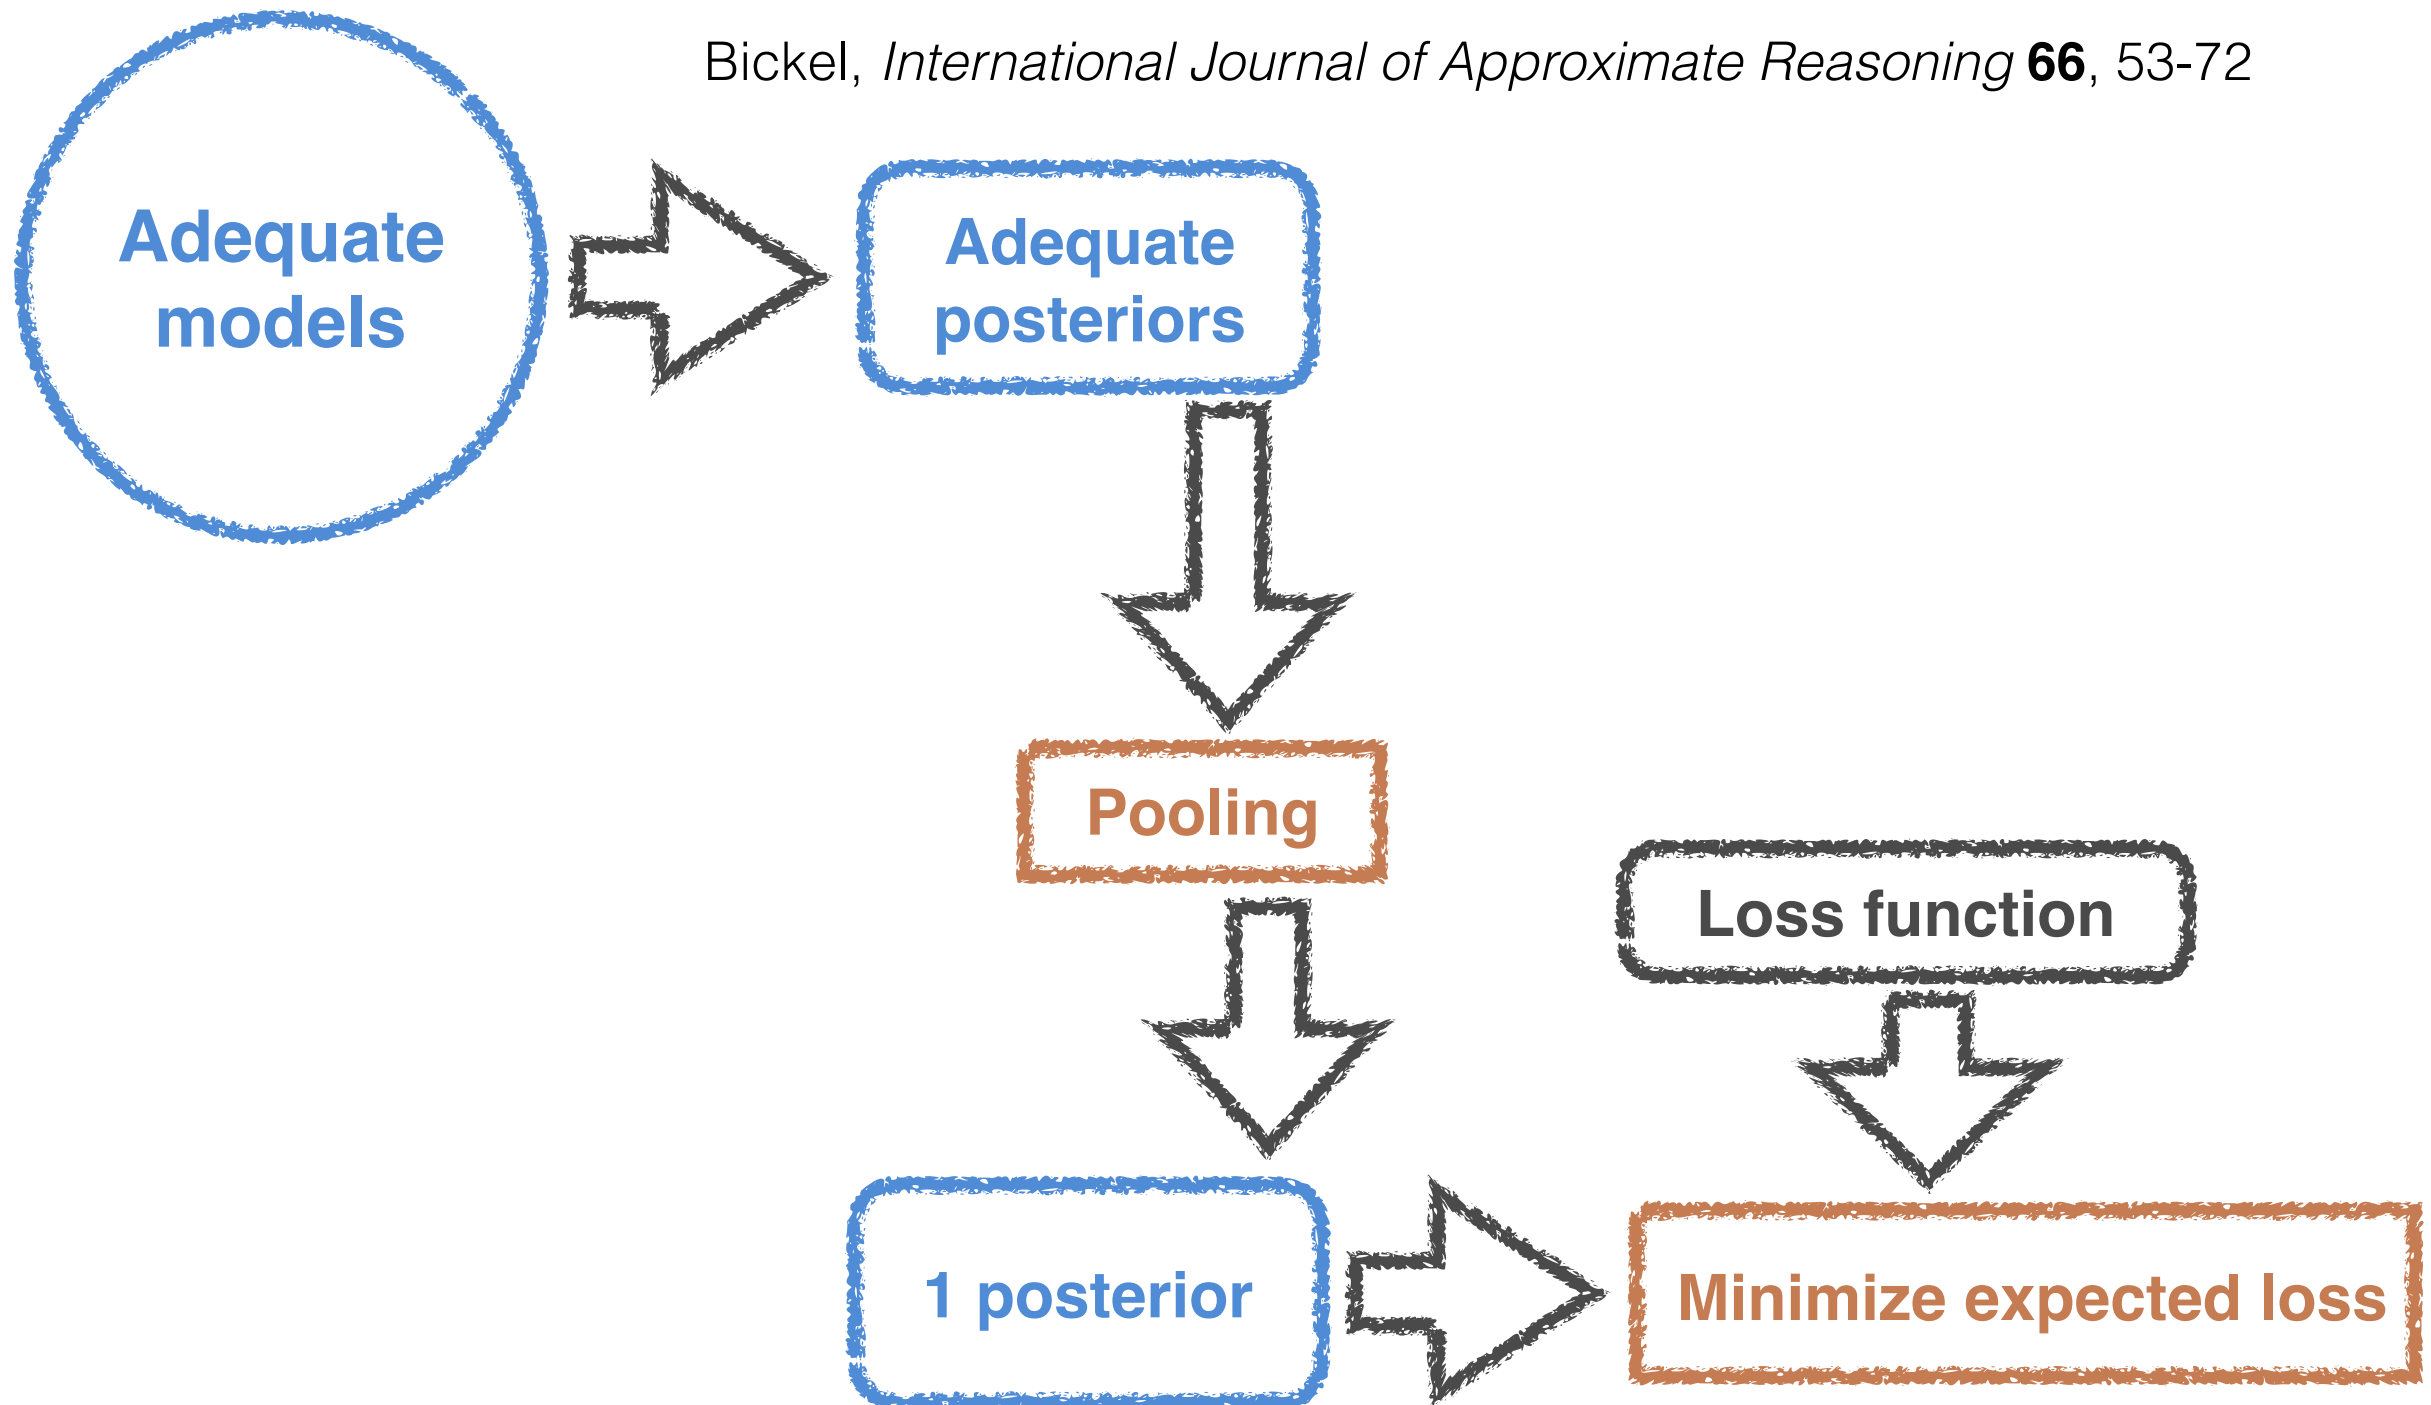 Bickel, International Journal of Approximate Reasoning 66, 53-72
Adequate
models
Adequate
posteriors
Pooling
Loss function
1 posterior
Minimize expected loss